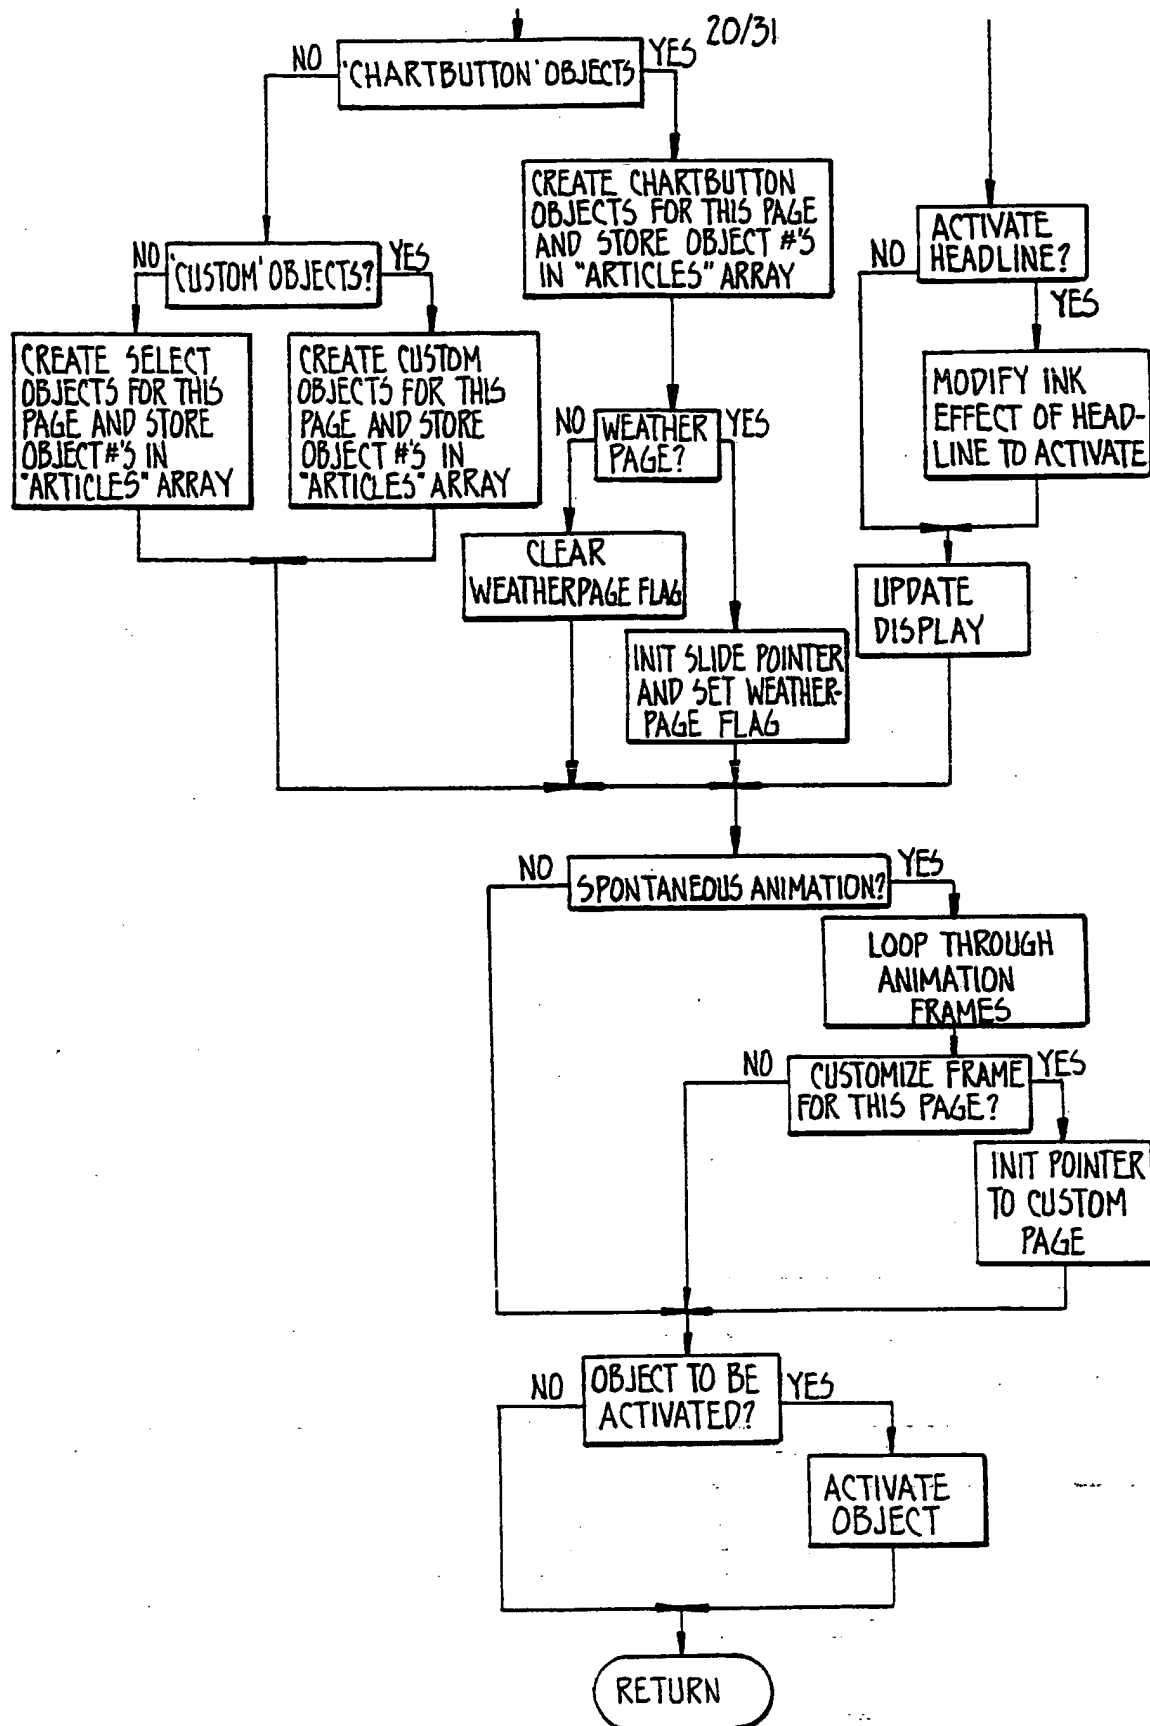 20/31
NO
'CHARTBUTTON' OBJECTS
YES
CREATE CHARTBUTTON
OBJECTS FOR THIS PAGE
AND STORE OBJECT #'S
IN "ARTICLES" ARRAY
NO
'CUSTOM' OBJECTS?
YES
CREATE SELECT
OBJECTS FOR THIS
PAGE AND STORE
OBJECT #'S IN
"ARTICLES" ARRAY
CREATE CUSTOM
OBJECTS FOR THIS
PAGE AND STORE
OBJECT #'S IN
"ARTICLES" ARRAY
NO
WEATHER
PAGE?
YES
CLEAR
WEATHERPAGE FLAG
INIT SLIDE POINTER
AND SET WEATHER-
PAGE FLAG
NO
ACTIVATE
HEADLINE?
YES
MODIFY INK
EFFECT OF HEAD-
LINE TO ACTIVATE
UPDATE
DISPLAY
NO
SPONTANEOUS ANIMATION?
YES
LOOP THROUGH
ANIMATION
FRAMES
NO
CUSTOMIZE FRAME
FOR THIS PAGE?
YES
INIT POINTER
TO CUSTOM
PAGE
NO
OBJECT TO BE
ACTIVATED?
YES
ACTIVATE
OBJECT
RETURN